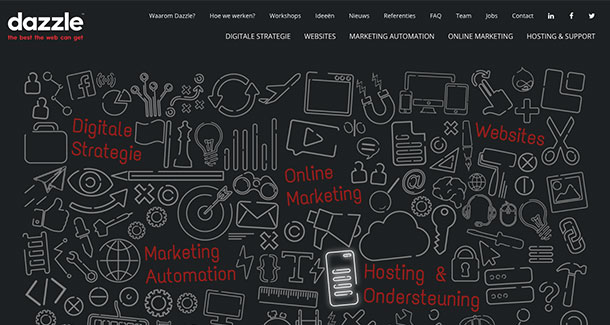 dazzle
the best the web can get
Waarom Dazzle? Hoe we werken? Workshops Ideeën Nieuws Referenties FAQ Team Jobs Contact
DIGITALE STRATEGIE WEBSITES MARKETING AUTOMATION ONLINE MARKETING HOSTING & SUPPORT
Digitale
Strategie
Websites
Online
Marketing
Marketing
Automation
Hosting &
Ondersteuning